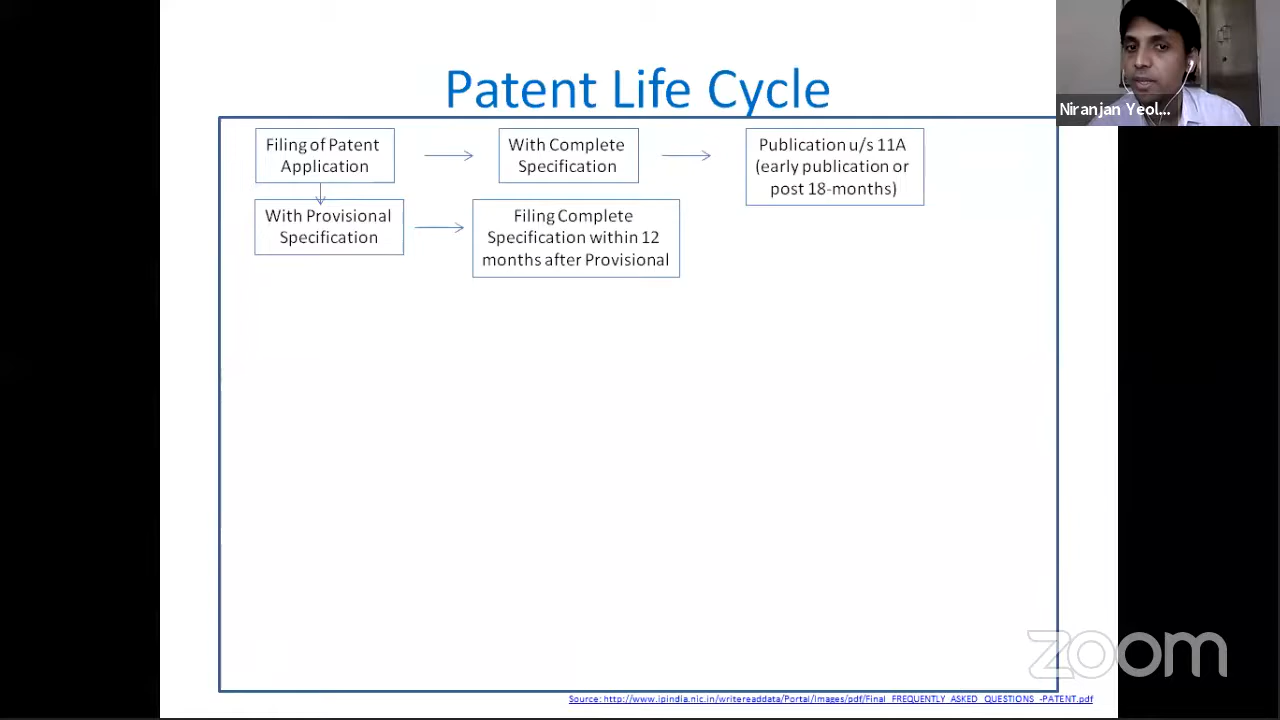 Patent Life Cycle
Niranjan Yeol...
Filing of Patent
Application
With Complete
Specification
Publication u/s 11A
(early publication or
post 18-months)
With Provisional
Specification
Filing Complete
Specification within 12
months after Provisional
zoom
Source: http://www.ipindia.nic.in/writereaddata/Portal/Images/pdf/Final_FREQUENTLY_ASKED_QUESTIONS_-PATENT.pdf